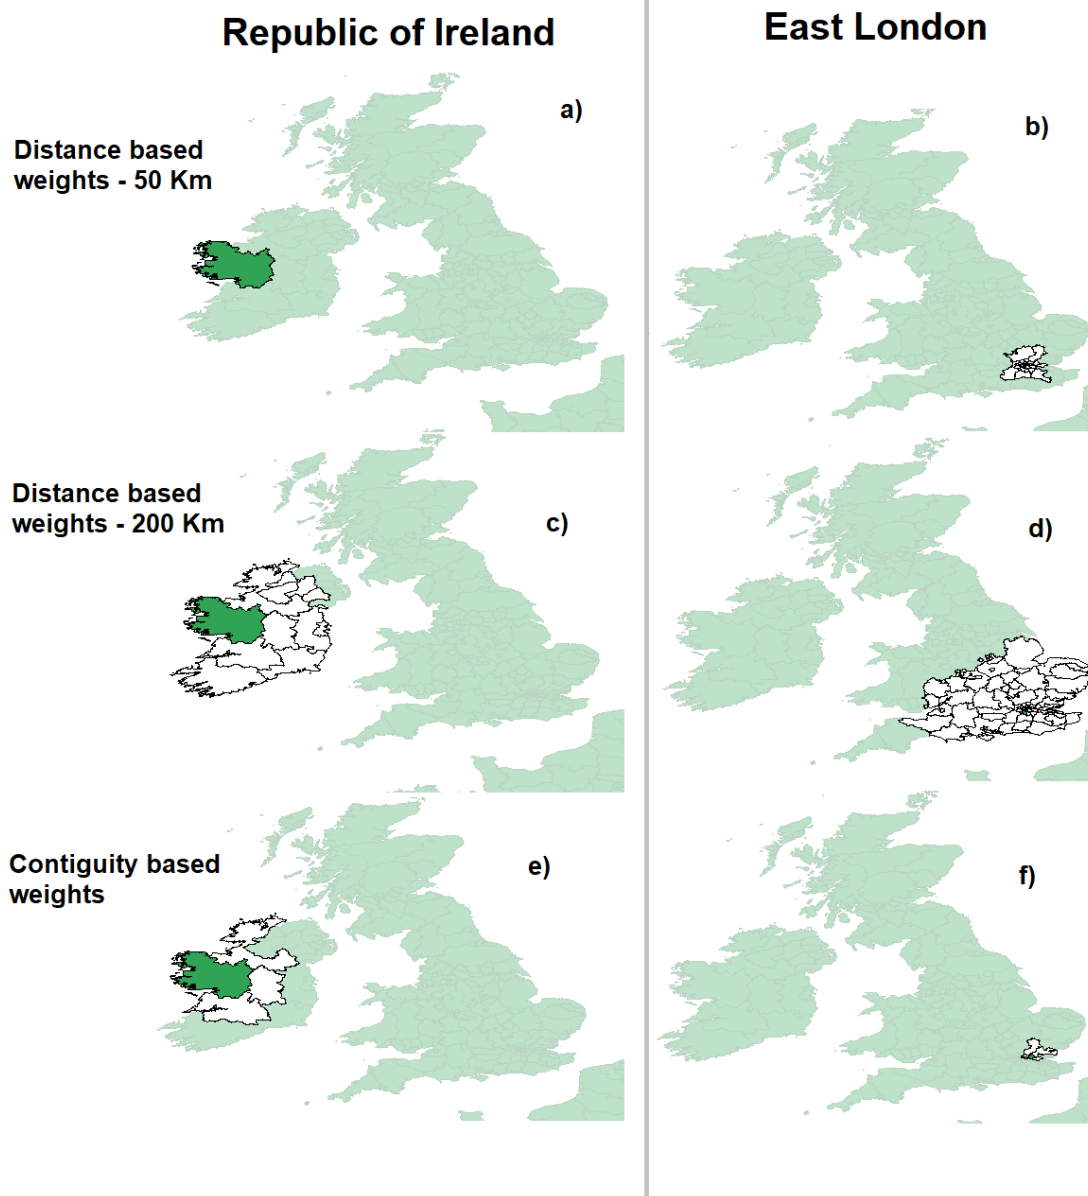 Republic of Ireland
East London
a)
b)
Distance based
weights - 50 Km
Distance based
weights - 200 Km
c)
d)
Contiguity based
weights
e)
f)